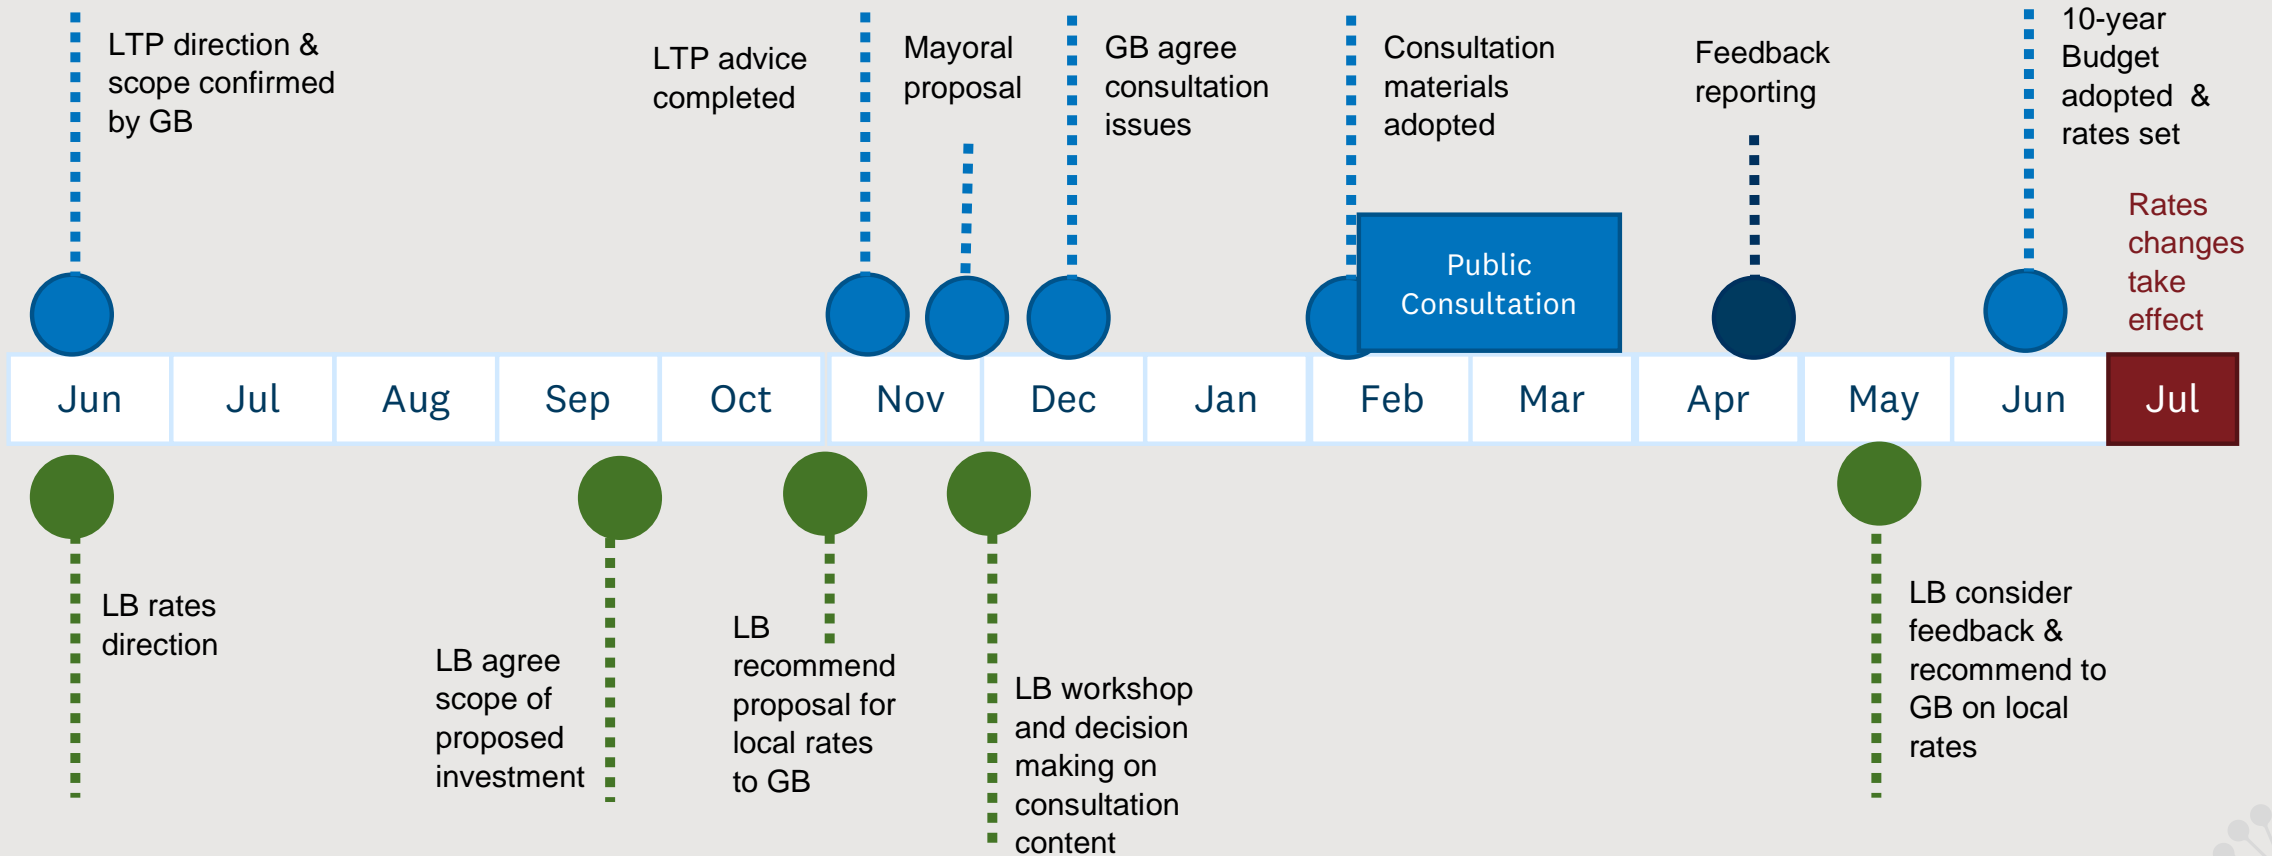 LTP direction &
scope confirmed
by GB
LTP advice
completed
Mayoral
proposal
GB agree
consultation
issues
Consultation
materials
adopted
Feedback
reporting
10-year
Budget
adopted &
rates set
Rates
changes
take
effect
Public
Consultation
Jun
Jul
Aug
Sep
Oct
Nov
Dec
Jan
Feb
Mar
Apr
May
Jun
Jul
LB rates
direction
LB agree
scope of
proposed
investment
LB
recommend
proposal for
local rates
to GB
LB workshop
and decision
making on
consultation
content
LB consider
feedback &
recommend to
GB on local
rates